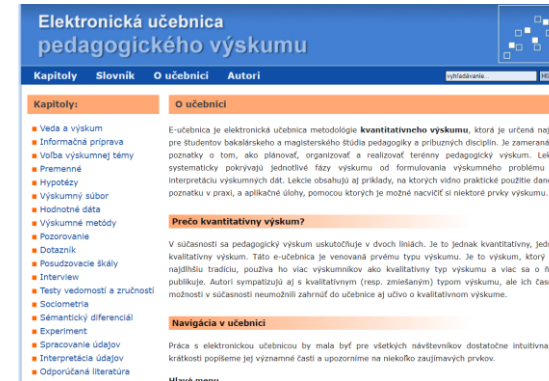 Elektronická učebnica
pedagogického výskumu
Kapitoly Slovník O učebnici Autori
vyhľadávanie...
Kapitoly:
Veda a výskum
Informačná príprava
Voľba výskumnej témy
Premenné
Hypotézy
Výskumný súbor
Hodnotné dáta
Výskumné metódy
Pozorovanie
Dotazník
Posudzovacie škály
Interview
Testy vedomostí a zručností
Sociometria
Sémantický diferenciál
Experiment
Spracovanie údajov
Interpretácia údajov
Odporúčaná literatúra
O učebnici
E-učebnica je elektronická učebnica metodológie kvantitatívneho výskumu, ktorá je určená naj
pre študentov bakalárskeho a magisterského štúdia pedagogiky a príbuzných disciplín. Je zameraná
poznatky o tom, ako plánovať, organizovať a realizovať terénny pedagogický výskum. Lek
systematicky pokrývajú jednotlivé fázy výskumu od formulovania výskumného problému
interpretáciu výskumných dát. Lekcie obsahujú aj príklady, na ktorých vidno praktické použitie dané
poznatku v praxi, a aplikačné úlohy, pomocou ktorých je možné nacvičiť si niektoré prvky výskumu.
Prečo kvantitatívny výskum?
V súčasnosti sa pedagogický výskum uskutočňuje v dvoch líniách. Je to jednak kvantitatívny, jedn
kvalitatívny výskum. Táto e-učebnica je venovaná prvému typu výskumu. Je to výskum, ktorý
najdlhšiu tradíciu, používa ho viac výskumníkov ako kvalitatívny typ výskumu a viac sa o ň
publikuje. Autori sympatizujú aj s kvalitatívnym (resp. zmiešaným) typom výskumu, ale ich časo
možnosti v súčasnosti neumožnili zahrnúť do učebnice aj učivo o kvalitatívnom výskume.
Navigácia v učebnici
Práca s elektronickou učebnicou by mala byť pre všetkých návštevníkov dostatočne intuitívna,
krátkosti popíšeme jej významné časti a upozorníme na niekoľko zaujímavých prvkov.
Hlavné menu